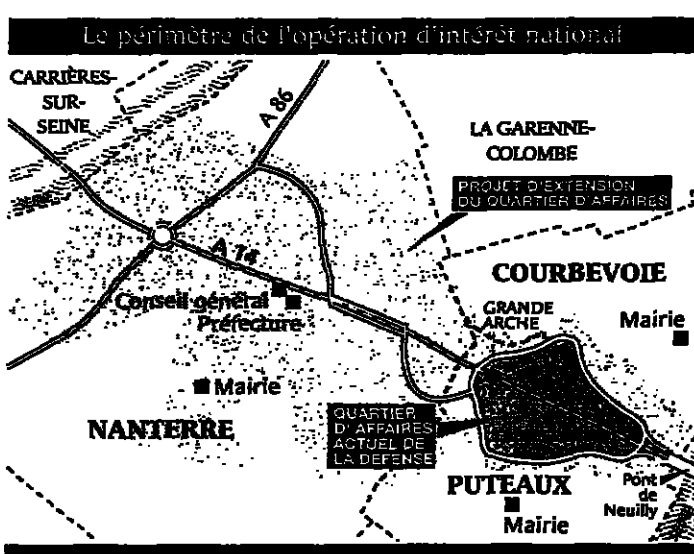 Le périmètre de l'opération d'intérêt national
CARRIÈRES-
SUR-
SEINE
A 86
LA GARENNE-
COLOMBE
PROJET D'EXTENSION
DU QUARTIER D'AFFAIRES
A 14
COURBEVOIE
Conseil général
Préfecture
GRANDE
ARCHE
Mairie
Mairie
NANTERRE
QUARTIER
D'AFFAIRES
ACTUEL DE
LA DEFENSE
PUTEAUX
Mairie
Pont
de
Neuilly